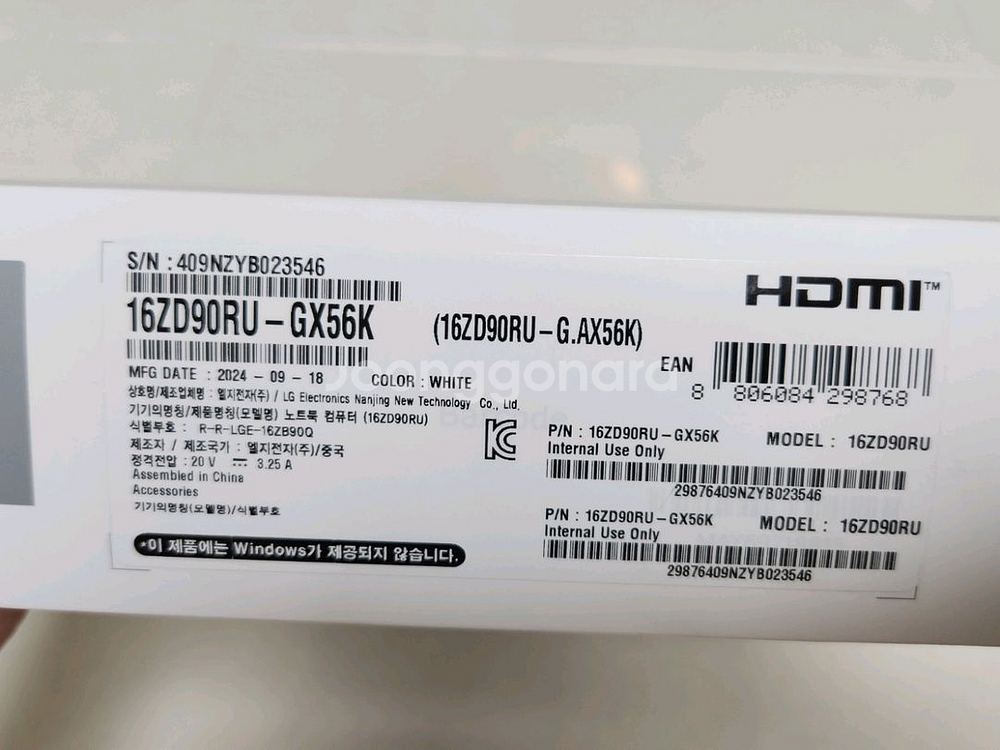 S/N : 409NZYB023546
16ZD90RU-GX56K (16ZD90RU-G.AX56K)
HDMI™
EAN
8 806084 298768
MFG DATE : 2024 - 09 - 18 COLOR : WHITE
joonggonara
상호명/제조업체명 : 엘지전자(주) / LG Electronics Nanjing New Technology Co., Ltd.
기기의명칭/제품명칭(모델명) 노트북 컴퓨터 (16ZD90RU)
식별부호 : R-R-LGE-16ZB90Q
제조자 / 제조국가 : 엘지전자(주)/중국
정격전압 : 20 V ⎓ 3.25 A
Assembled in China
Accessories
기기의명칭(모델명)/식별부호
*이 제품에는 Windows가 제공되지 않습니다.
P/N : 16ZD90RU-GX56K MODEL : 16ZD90RU
Internal Use Only
29876409NZYB023546
P/N : 16ZD90RU-GX56K MODEL : 16ZD90RU
Internal Use Only
29876409NZYB023546